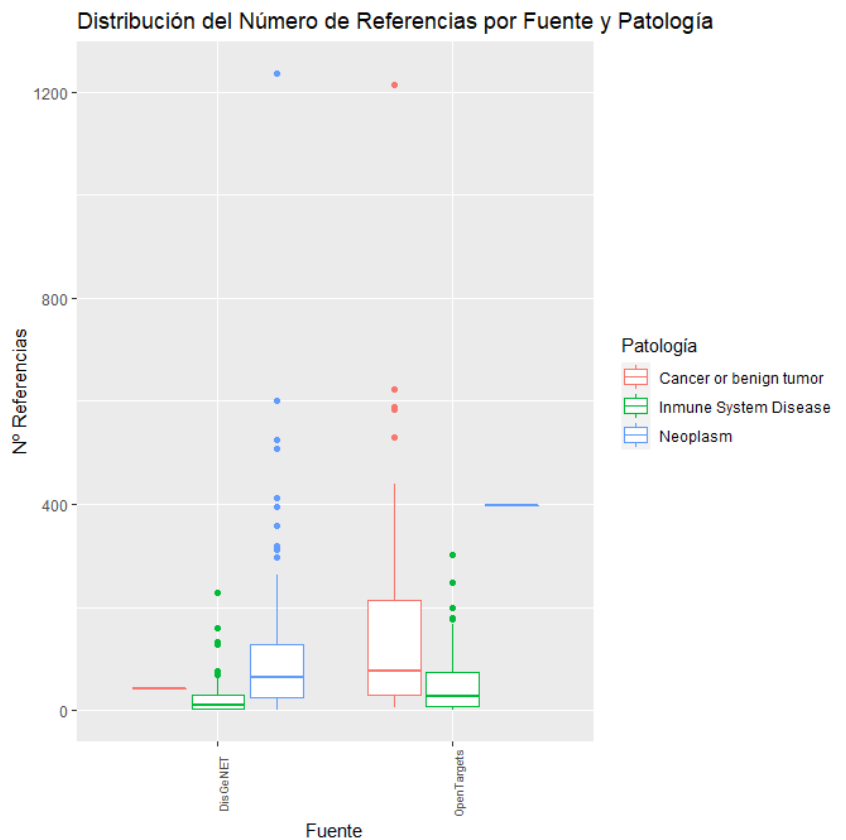 Distribución del Número de Referencias por Fuente y Patología
1200
800
400
0
Nº Referencias
DisGeNET
OpenTargets
Fuente
Patología
Cancer or benign tumor
Inmune System Disease
Neoplasm